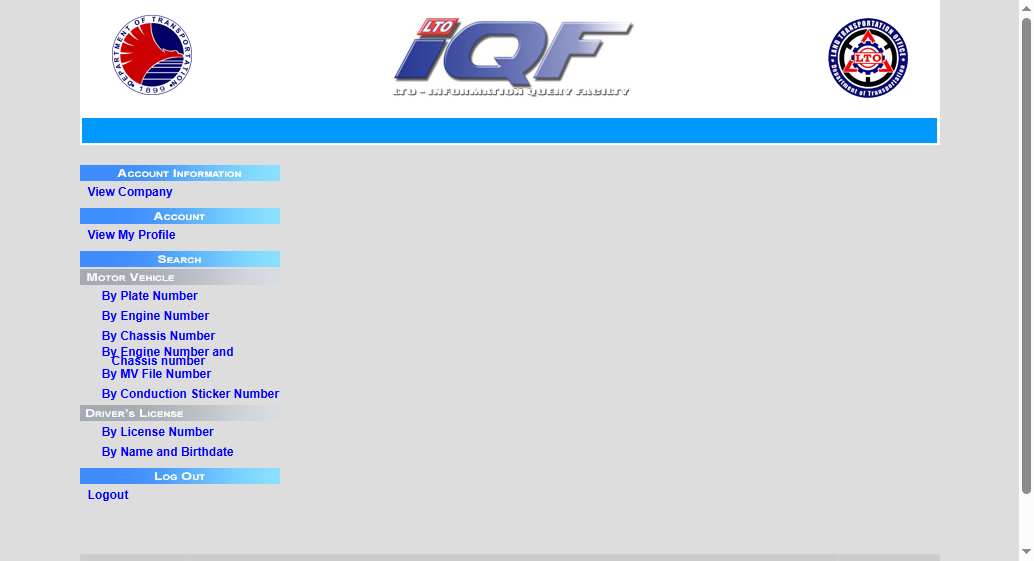 DEPARTMENT OF TRANSPORTATION
1899
LTO
iQF
LTO - INFORMATION QUERY FACILTY
LAND TRANSPORTATION OFFICE
LTO
Department of Transportation
ACCOUNT INFORMATION
View Company
ACCOUNT
View My Profile
SEARCH
MOTOR VEHICLE
By Plate Number
By Engine Number
By Chassis Number
By Engine Number and
Chassis number
By MV File Number
By Conduction Sticker Number
DRIVER'S LICENSE
By License Number
By Name and Birthdate
LOG OUT
Logout